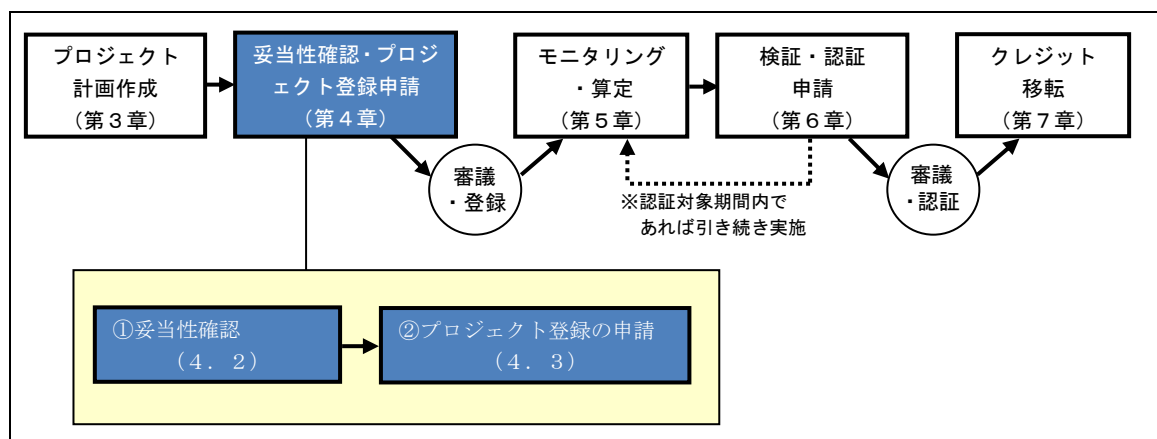 プロジェクト
計画作成
(第3章)
妥当性確認・プロジ
ェクト登録申請
(第4章)
モニタリング
・算定
(第5章)
検証・認証
申請
(第6章)
クレジット
移転
(第7章)
審議
・登録
審議
・認証
※認証対象期間内で
あれば引き続き実施
①妥当性確認
(4.2)
②プロジェクト登録の申請
(4.3)